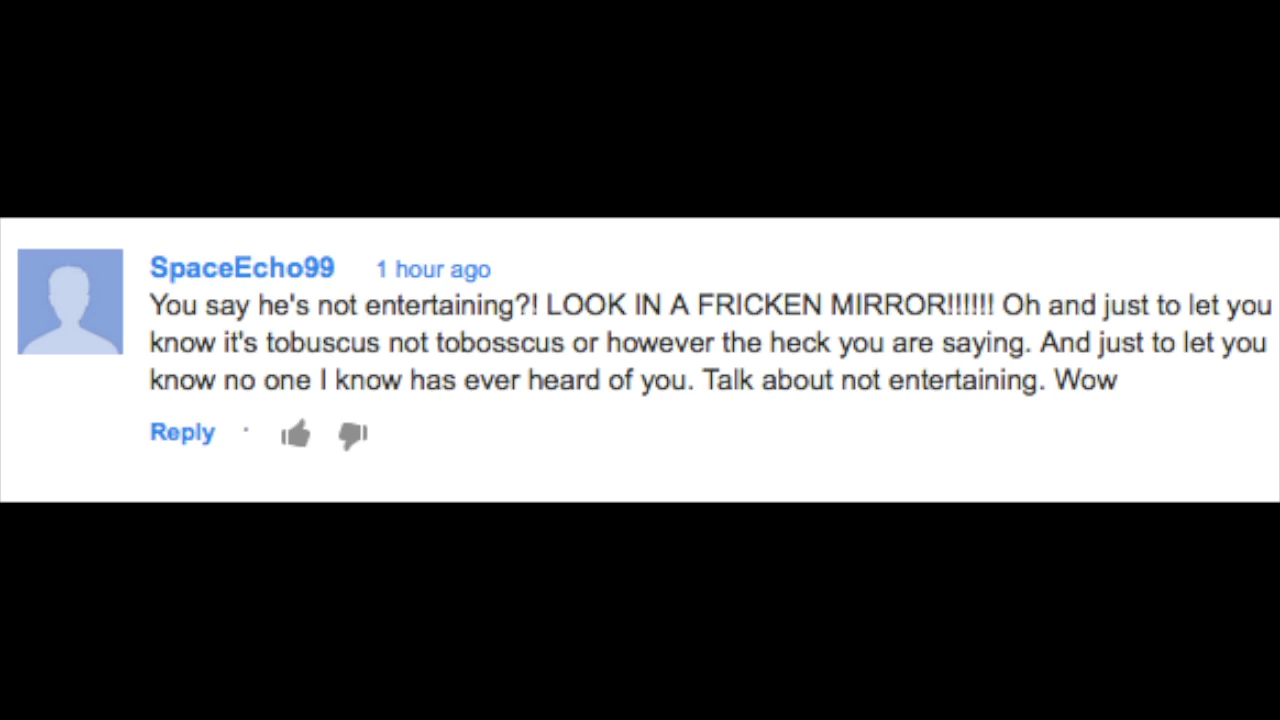 SpaceEcho99 1 hour ago
You say he's not entertaining?! LOOK IN A FRICKEN MIRROR!!!!!! Oh and just to let you
know it's tobuscus not tobosscus or however the heck you are saying. And just to let you
know no one I know has ever heard of you. Talk about not entertaining. Wow
Reply ·